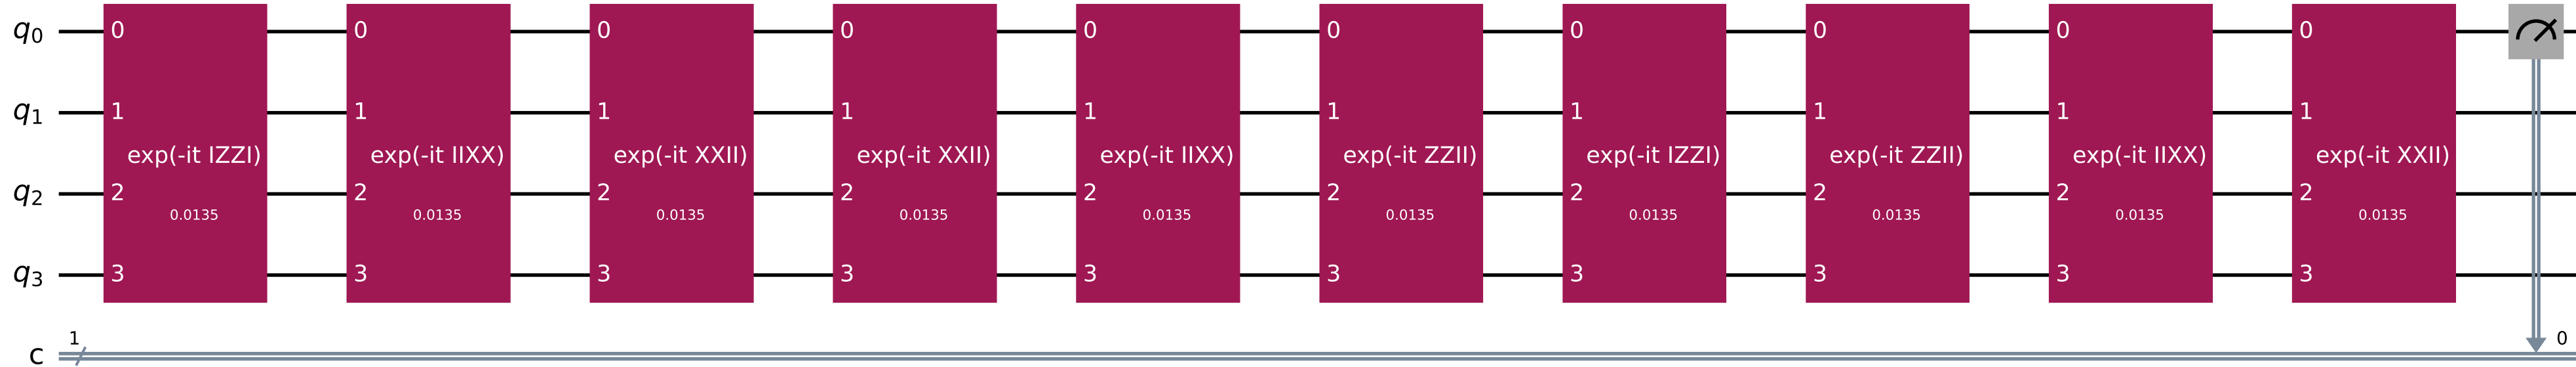 q0 0 0 0 0 0 0 0 0 0 0
q1 1 1 1 1 1 1 1 1 1 1
exp(-it IZZI) exp(-it IIXX) exp(-it XXII) exp(-it XXII) exp(-it IIXX) exp(-it ZZII) exp(-it IZZI) exp(-it ZZII) exp(-it IIXX) exp(-it XXII)
q2 2 2 2 2 2 2 2 2 2 2
0.0135 0.0135 0.0135 0.0135 0.0135 0.0135 0.0135 0.0135 0.0135 0.0135
q3 3 3 3 3 3 3 3 3 3 3
1 0
c